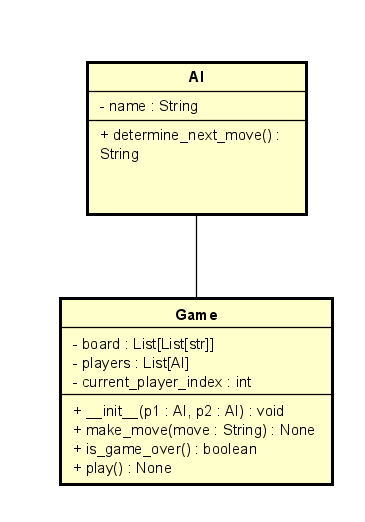 AI
- name : String
+ determine_next_move() :
String
Game
- board : List[List[str]]
- players : List[AI]
- current_player_index : int
+ __init__(p1 : AI, p2 : AI) : void
+ make_move(move : String) : None
+ is_game_over() : boolean
+ play() : None